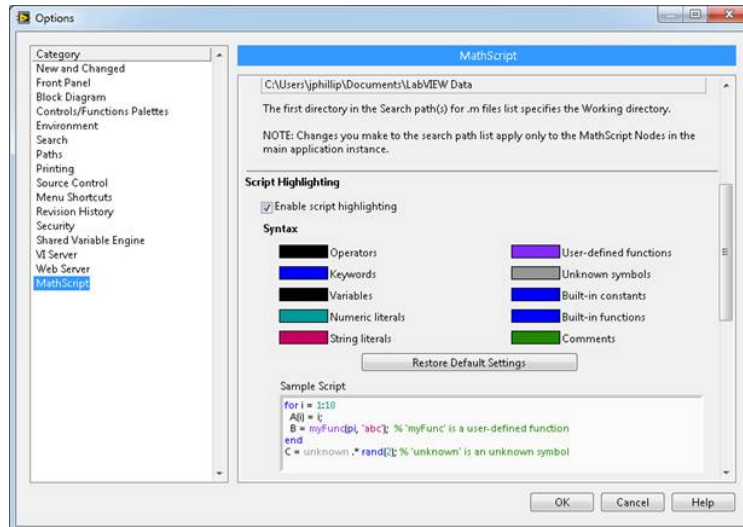 Options
Category
New and Changed
Front Panel
Block Diagram
Controls/Functions Palettes
Environment
Search
Paths
Printing
Source Control
Menu Shortcuts
Revision History
Security
Shared Variable Engine
VI Server
Web Server
MathScript
MathScript
C:\Users\jphillip\Documents\LabVIEW Data
The first directory in the Search path(s) for .m files list specifies the Working directory.
NOTE: Changes you make to the search path list apply only to the MathScript Nodes in the
main application instance.
Script Highlighting
Enable script highlighting
Syntax
Operators
User-defined functions
Keywords
Unknown symbols
Variables
Built-in constants
Numeric literals
Built-in functions
String literals
Comments
Restore Default Settings
Sample Script
for i = 1:10
A(i) = i;
B = myFunc(pi, 'abc'); % 'myFunc' is a user-defined function
end
C = unknown .* rand(2); % 'unknown' is an unknown symbol
OK
Cancel
Help